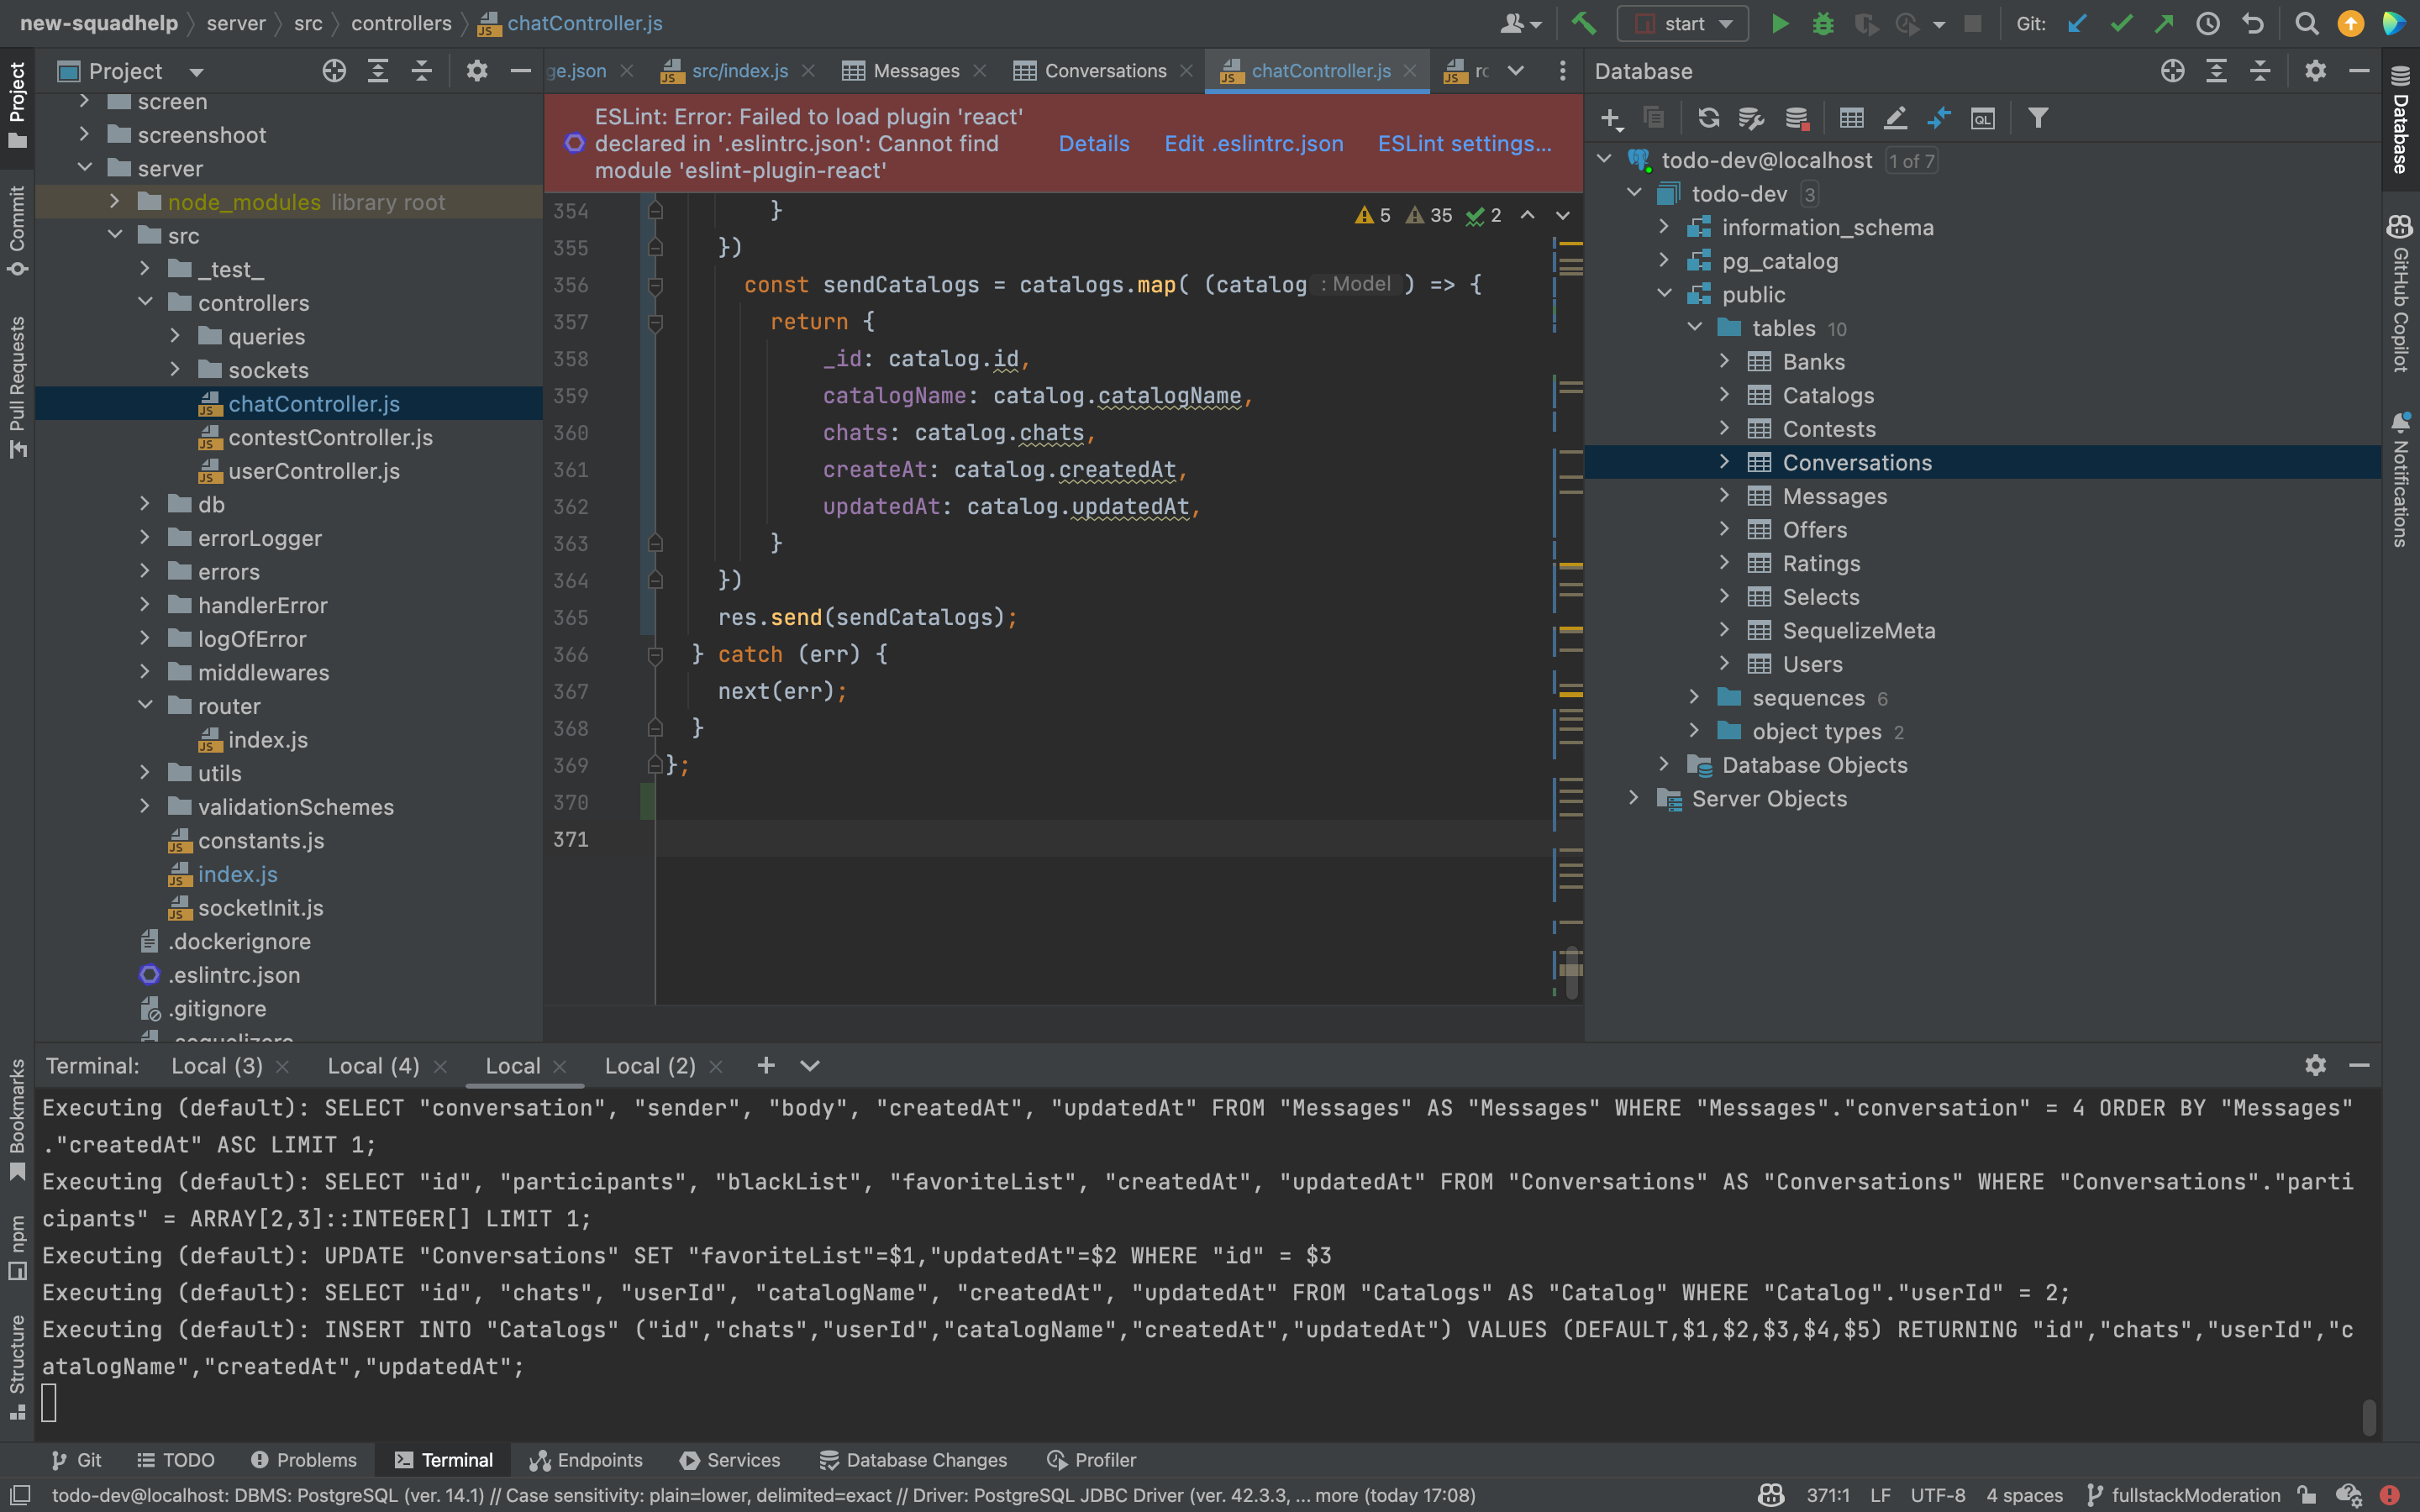 new-squadhelp server src controllers chatController.js
start
Git:
Project
ge.json src/index.js Messages Conversations chatController.js
Database
Project
Commit
Pull Requests
Bookmarks
npm
Structure
screen
screenshoot
server
node_modules library root
src
_test_
controllers
queries
sockets
chatController.js
contestController.js
userController.js
db
errorLogger
errors
handlerError
logOfError
middlewares
router
index.js
utils
validationSchemes
constants.js
index.js
socketInit.js
.dockerignore
.eslintrc.json
.gitignore
ESLint: Error: Failed to load plugin 'react'
declared in '.eslintrc.json': Cannot find
module 'eslint-plugin-react'
Details Edit .eslintrc.json ESLint settings...
5 35 2
354 }
355 })
356 const sendCatalogs = catalogs.map( (catalog : Model ) => {
357 return {
358 _id: catalog.id,
359 catalogName: catalog.catalogName,
360 chats: catalog.chats,
361 createAt: catalog.createdAt,
362 updatedAt: catalog.updatedAt,
363 }
364 })
365 res.send(sendCatalogs);
366 } catch (err) {
367 next(err);
368 }
369 };
370
371
todo-dev@localhost 1 of 7
todo-dev 3
information_schema
pg_catalog
public
tables 10
Banks
Catalogs
Contests
Conversations
Messages
Offers
Ratings
Selects
SequelizeMeta
Users
sequences 6
object types 2
Database Objects
Server Objects
Database
GitHub Copilot
Notifications
Terminal: Local (3) Local (4) Local Local (2)
Executing (default): SELECT "conversation", "sender", "body", "createdAt", "updatedAt" FROM "Messages" AS "Messages" WHERE "Messages"."conversation" = 4 ORDER BY "Messages"
."createdAt" ASC LIMIT 1;
Executing (default): SELECT "id", "participants", "blackList", "favoriteList", "createdAt", "updatedAt" FROM "Conversations" AS "Conversations" WHERE "Conversations"."parti
cipants" = ARRAY[2,3]::INTEGER[] LIMIT 1;
Executing (default): UPDATE "Conversations" SET "favoriteList"=$1,"updatedAt"=$2 WHERE "id" = $3
Executing (default): SELECT "id", "chats", "userId", "catalogName", "createdAt", "updatedAt" FROM "Catalogs" AS "Catalog" WHERE "Catalog"."userId" = 2;
Executing (default): INSERT INTO "Catalogs" ("id","chats","userId","catalogName","createdAt","updatedAt") VALUES (DEFAULT,$1,$2,$3,$4,$5) RETURNING "id","chats","userId","c
atalogName","createdAt","updatedAt";
Git TODO Problems Terminal Endpoints Services Database Changes Profiler
todo-dev@localhost: DBMS: PostgreSQL (ver. 14.1) // Case sensitivity: plain=lower, delimited=exact // Driver: PostgreSQL JDBC Driver (ver. 42.3.3, ... more (today 17:08) 371:1 LF UTF-8 4 spaces fullstackModeration